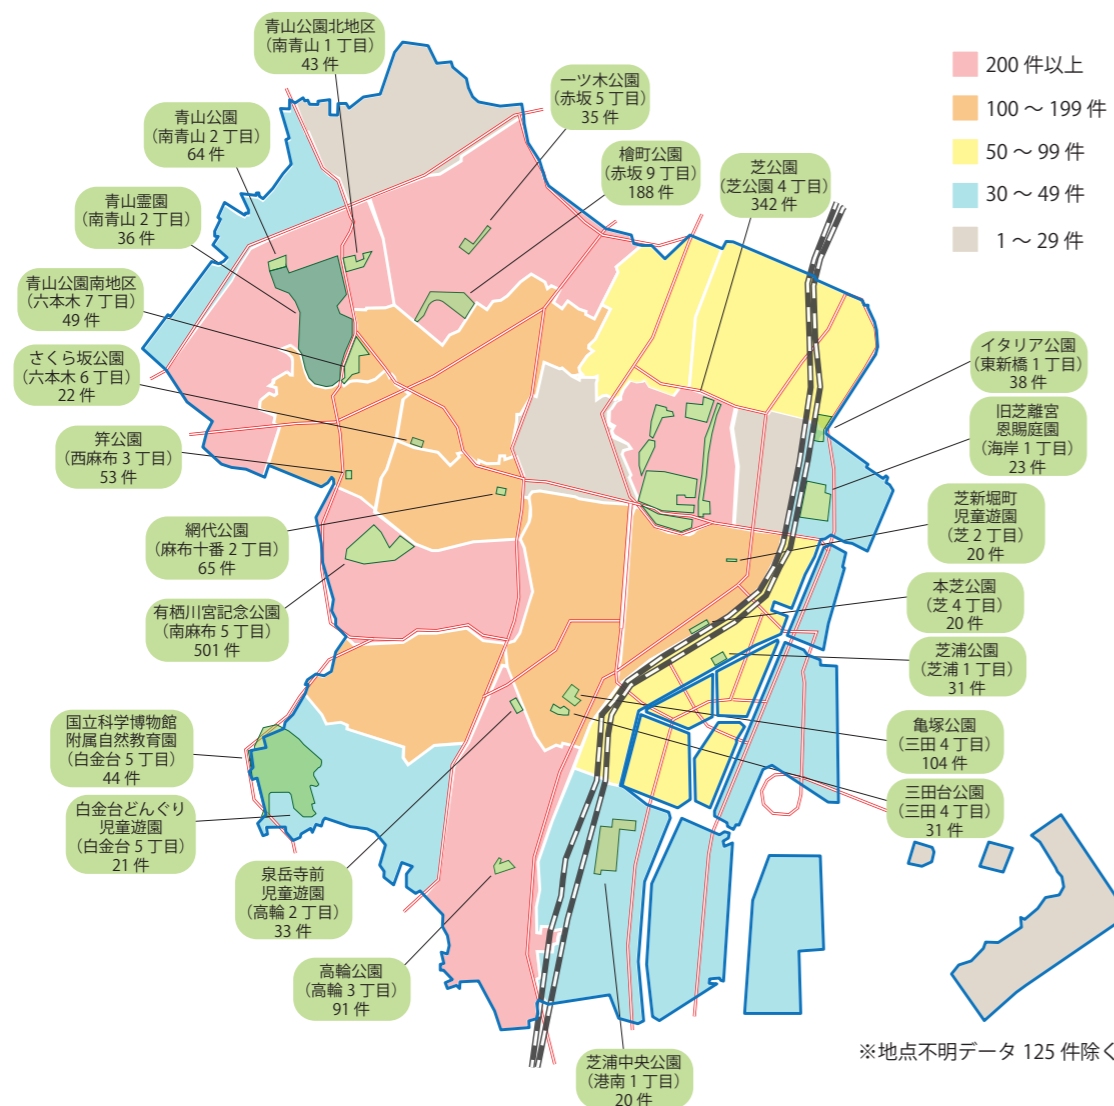 青山公園北地区
（南青山 1 丁目）
43 件
一ツ木公園
（赤坂 5 丁目）
35 件
青山公園
（南青山 2 丁目）
64 件
檜町公園
（赤坂 9 丁目）
188 件
芝公園
（芝公園 4 丁目）
342 件
200 件以上
100 ～ 199 件
50 ～ 99 件
30 ～ 49 件
1 ～ 29 件
青山霊園
（南青山 2 丁目）
36 件
青山公園南地区
（六本木 7 丁目）
49 件
さくら坂公園
（六本木 6 丁目）
22 件
笄公園
（西麻布 3 丁目）
53 件
網代公園
（麻布十番 2 丁目）
65 件
有栖川宮記念公園
（南麻布 5 丁目）
501 件
国立科学博物館
附属自然教育園
（白金台 5 丁目）
44 件
白金台どんぐり
児童遊園
（白金台 5 丁目）
21 件
泉岳寺前
児童遊園
（高輪 2 丁目）
33 件
高輪公園
（高輪 3 丁目）
91 件
イタリア公園
（東新橋 1 丁目）
38 件
旧芝離宮
恩賜庭園
（海岸 1 丁目）
23 件
芝新堀町
児童遊園
（芝 2 丁目）
20 件
本芝公園
（芝 4 丁目）
20 件
芝浦公園
（芝浦 1 丁目）
31 件
亀塚公園
（三田 4 丁目）
104 件
三田台公園
（三田 4 丁目）
31 件
芝浦中央公園
（港南 1 丁目）
20 件
※地点不明データ 125 件除く